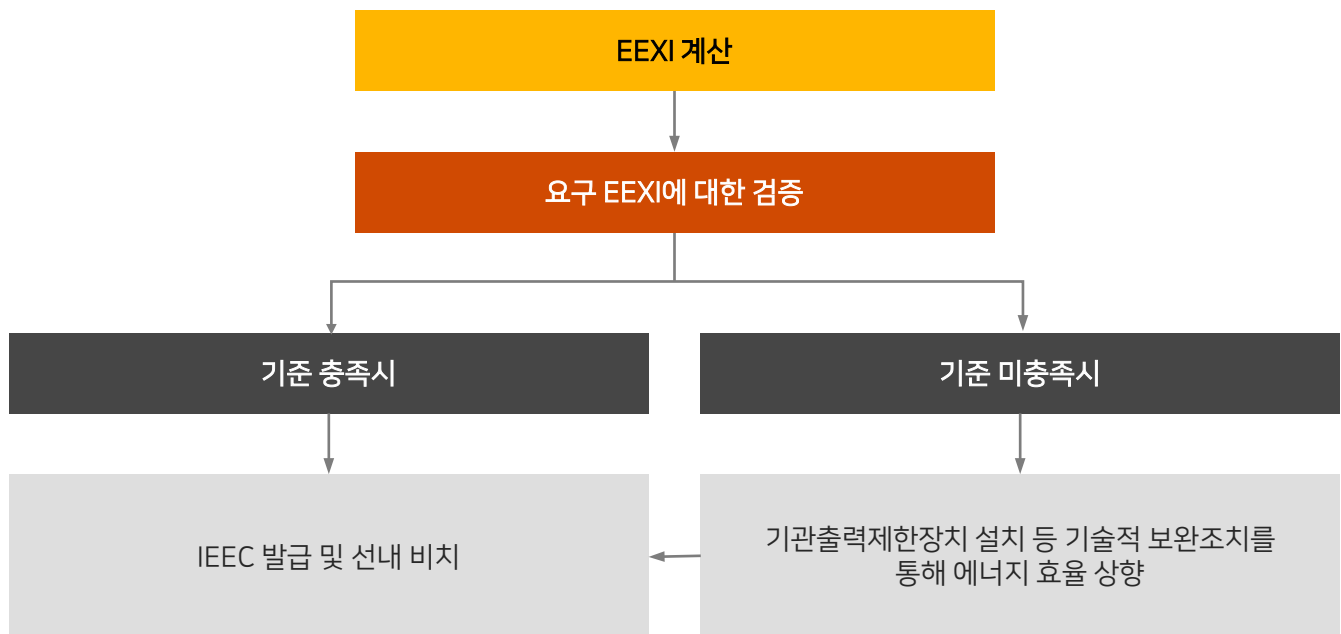 EEXI 계산
요구 EEXI에 대한 검증
기준 충족시
기준 미충족시
IEEC 발급 및 선내 비치
기관출력제한장치 설치 등 기술적 보완조치를
통해 에너지 효율 상향